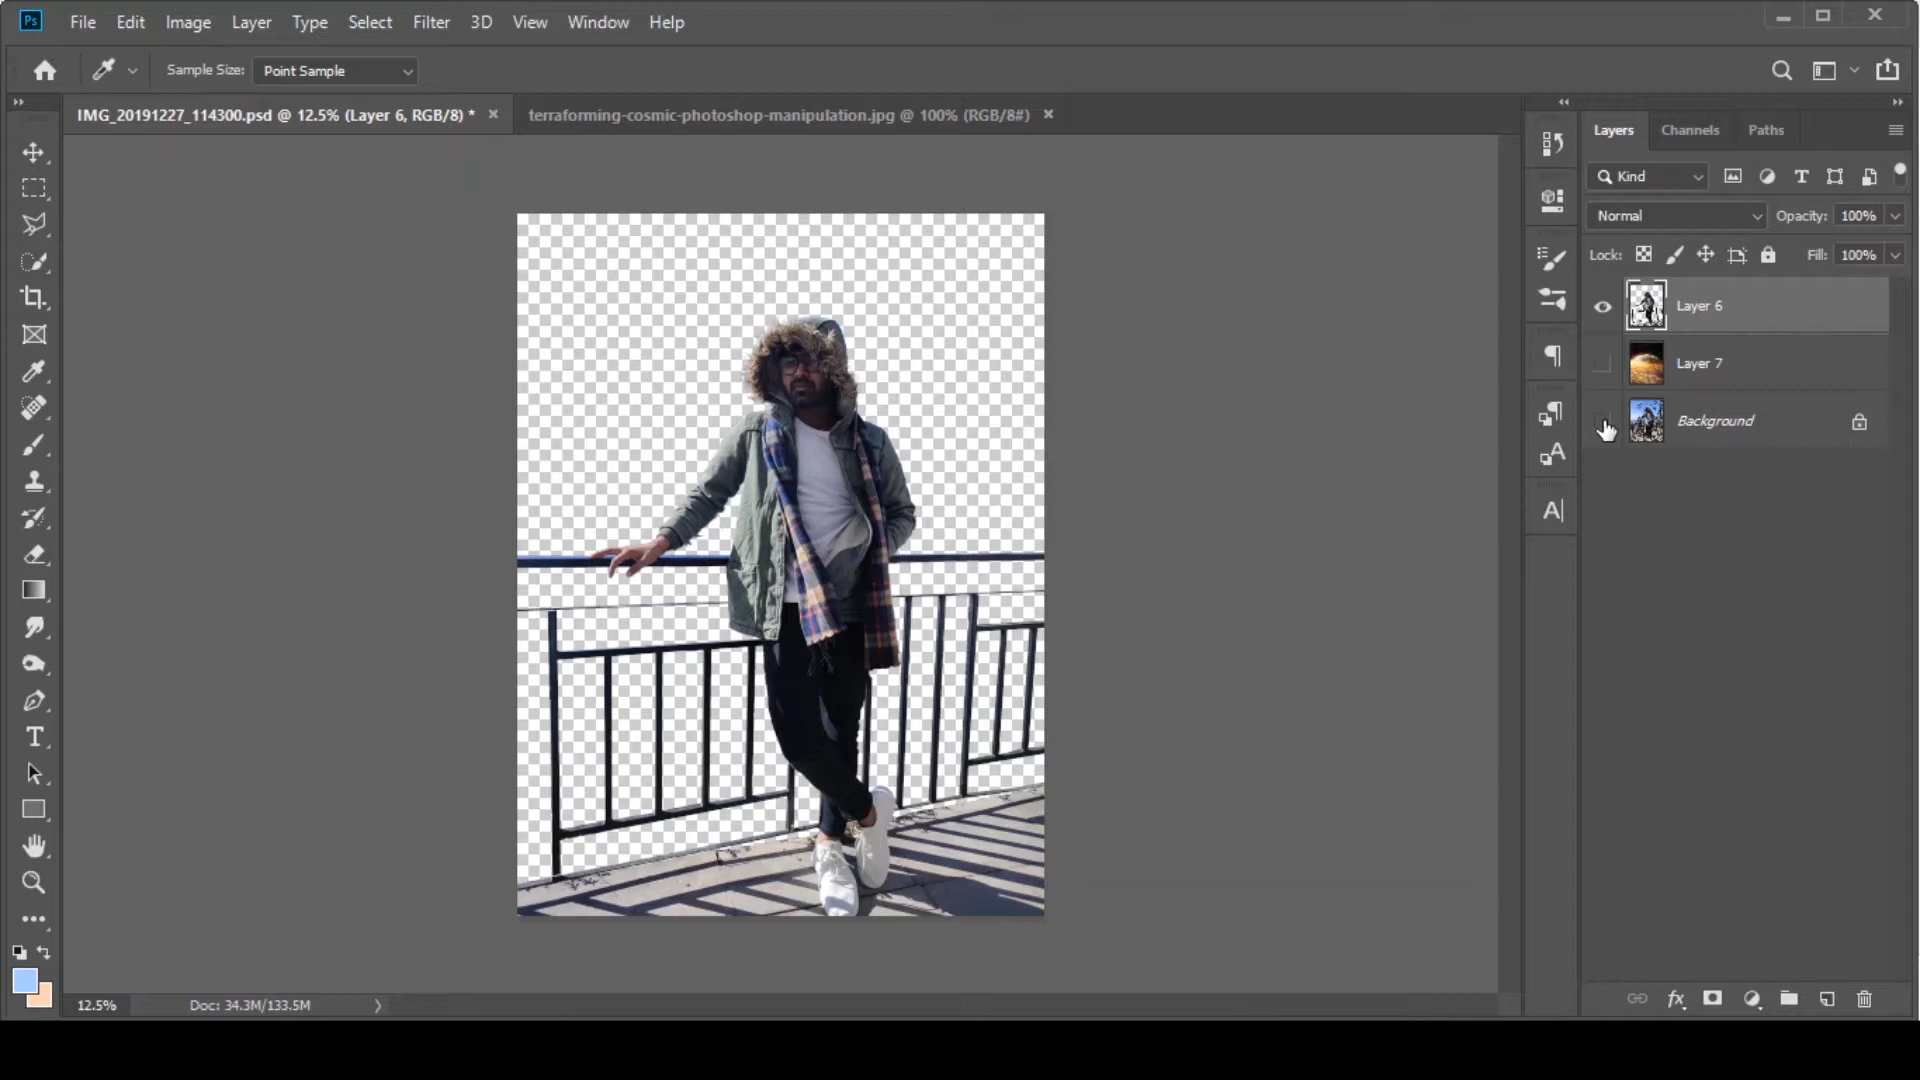 Ps File Edit Image Layer Type Select Filter 3D View Window Help
Sample Size: Point Sample
IMG_20191227_114300.psd @ 12.5% (Layer 6, RGB/8) *
terraforming-cosmic-photoshop-manipulation.jpg @ 100% (RGB/8#)
Layers Channels Paths
Kind
Normal Opacity: 100%
Lock: Fill: 100%
Layer 6
Layer 7
Background
12.5% Doc: 34.3M/133.5M
fx